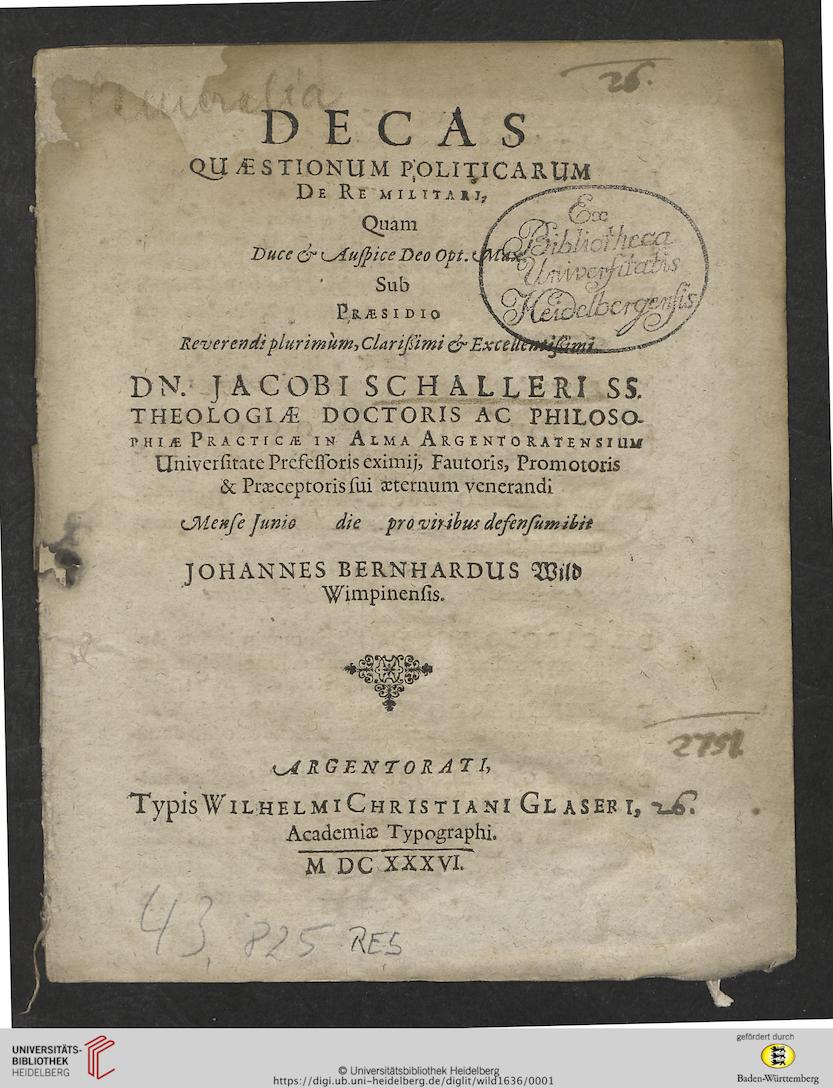 26.
DECAS
QUÆSTIONUM POLITICARUM
DE RE MILITARI,
Quam
Duce & Auſpice Deo Opt. Max.
Ex
Bibliotheca
Univerſitatis
Heidelbergenſis.
Sub
PRÆSIDIO
Reverendi plurimùm, Clariſſimi & Excellentiſſimi
DN. JACOBI SCHALLERI SS.
THEOLOGIÆ DOCTORIS AC PHILOSO-
PHIÆ PRACTICÆ IN ALMA ARGENTORATENSIUM
Univerſitate Prefeſſoris eximij, Fautoris, Promotoris
& Præceptoris ſui æternum venerandi
Menſe Junio die pro viribus defenſum ibit
JOHANNES BERNHARDUS Wild
Wimpinenſis.
2751.
ARGENTORATI,
Typis WILHELMI CHRISTIANI GLASERI, 26.
Academiæ Typographi.
M DC XXXVI.
43, 825 RES
UNIVERSITÄTS-
BIBLIOTHEK
HEIDELBERG
© Universitätsbibliothek Heidelberg
https://digi.ub.uni-heidelberg.de/diglit/wild1636/0001
gefördert durch
Baden-Württemberg